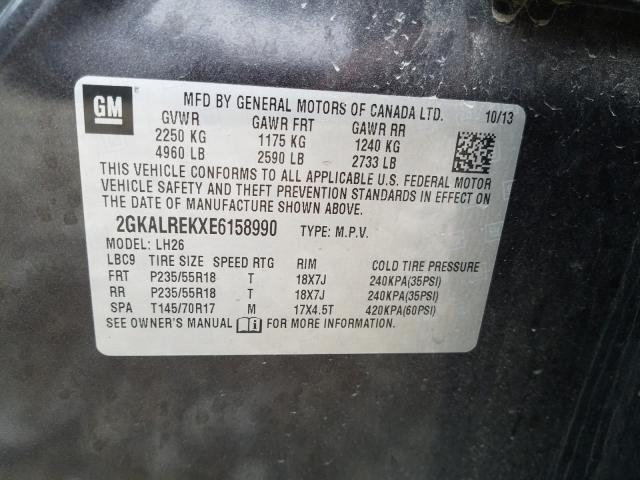 GM
MFD BY GENERAL MOTORS OF CANADA LTD. 10/13
GVWR GAWR FRT GAWR RR
2250 KG 1175 KG 1240 KG
4960 LB 2590 LB 2733 LB
THIS VEHICLE CONFORMS TO ALL APPLICABLE U.S. FEDERAL MOTOR
VEHICLE SAFETY AND THEFT PREVENTION STANDARDS IN EFFECT ON
THE DATE OF MANUFACTURE SHOWN ABOVE.
2GKALREKXE6158990 TYPE: M.P.V.
MODEL: LH26
LBC9 TIRE SIZE SPEED RTG RIM COLD TIRE PRESSURE
FRT P235/55R18 T 18X7J 240KPA(35PSI)
RR P235/55R18 T 18X7J 240KPA(35PSI)
SPA T145/70R17 M 17X4.5T 420KPA(60PSI)
SEE OWNER'S MANUAL FOR MORE INFORMATION.